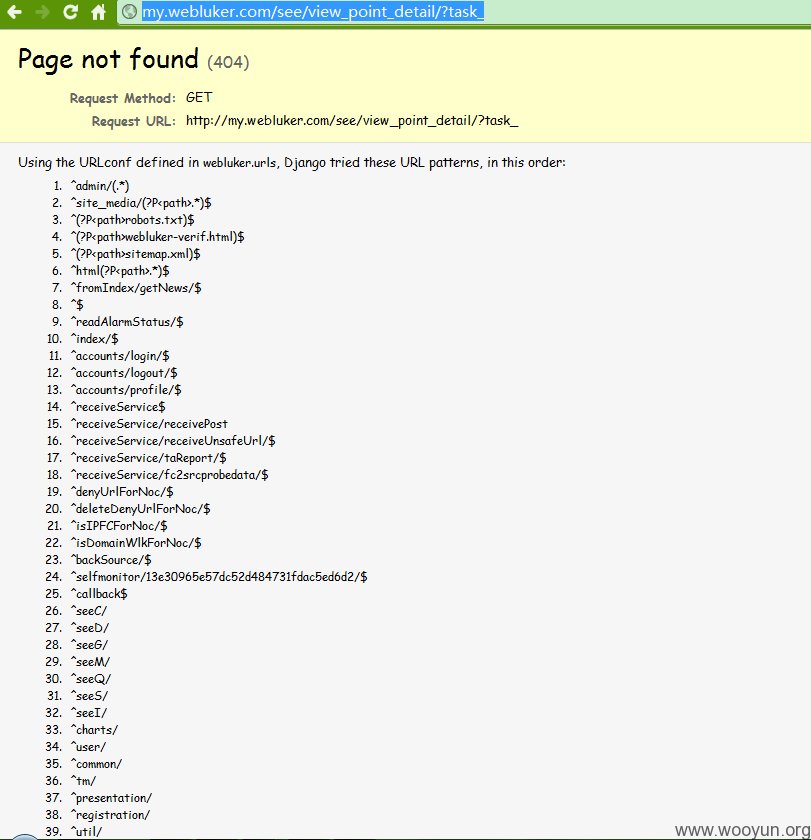 my.webluker.com/see/view_point_detail/?task_
Page not found (404)
Request Method: GET
Request URL: http://my.webluker.com/see/view_point_detail/?task_
Using the URLconf defined in webluker.urls, Django tried these URL patterns, in this order:
1. ^admin/(.*)
2. ^site_media/(?P<path>.*)$
3. ^(?P<path>robots.txt)$
4. ^(?P<path>webluker-verif.html)$
5. ^(?P<path>sitemap.xml)$
6. ^html(?P<path>.*)$
7. ^fromIndex/getNews/$
8. ^$
9. ^readAlarmStatus/$
10. ^index/$
11. ^accounts/login/$
12. ^accounts/logout/$
13. ^accounts/profile/$
14. ^receiveService$
15. ^receiveService/receivePost
16. ^receiveService/receiveUnsafeUrl/$
17. ^receiveService/taReport/$
18. ^receiveService/fc2srcprobedata/$
19. ^denyUrlForNoc/$
20. ^deleteDenyUrlForNoc/$
21. ^isIPFCForNoc/$
22. ^isDomainWlkForNoc/$
23. ^backSource/$
24. ^selfmonitor/13e30965e57dc52d484731fdac5ed6d2/$
25. ^callback$
26. ^seeC/
27. ^seeD/
28. ^seeG/
29. ^seeM/
30. ^seeQ/
31. ^seeS/
32. ^seeI/
33. ^charts/
34. ^user/
35. ^common/
36. ^tm/
37. ^presentation/
38. ^registration/
39. ^util/
www.wooyun.org